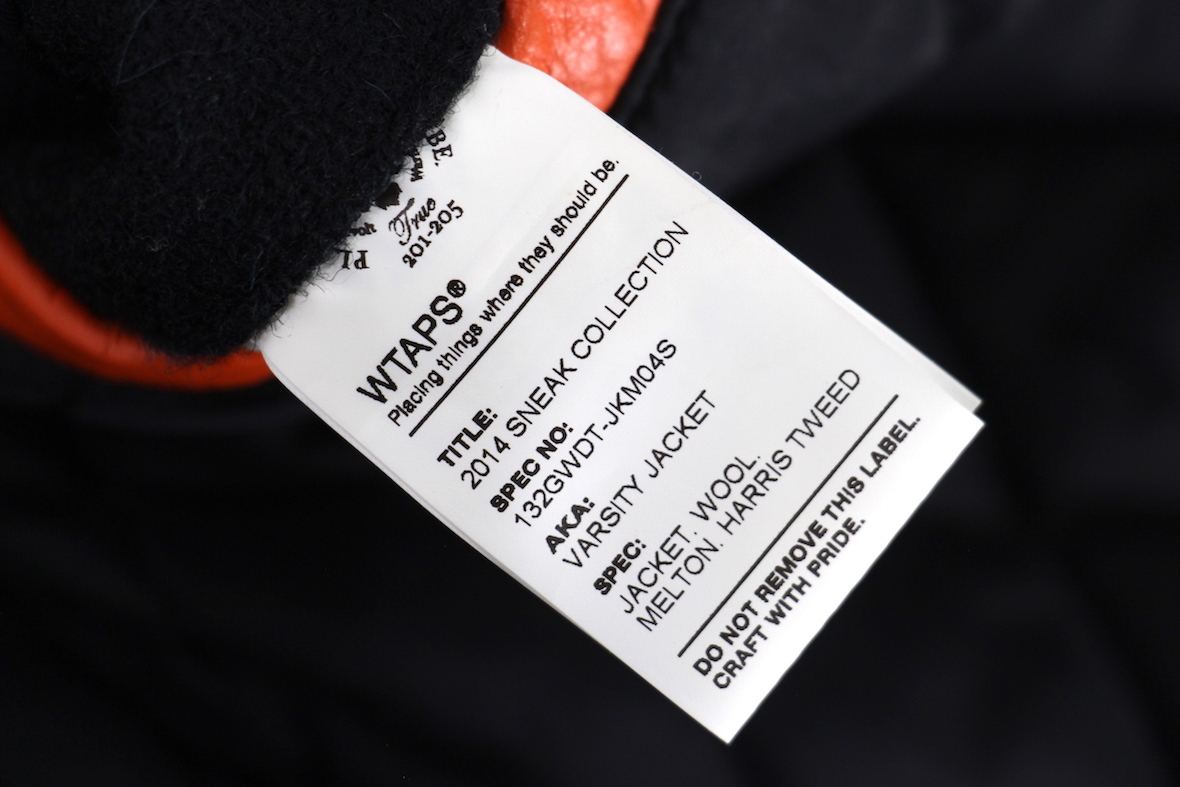 True
201-205
WTAPS®
Placing things where they should be.
TITLE:
2014 SNEAK COLLECTION
SPEC NO:
132GWDT-JKM04S
AKA:
VARSITY JACKET
SPEC:
JACKET. WOOL.
MELTON. HARRIS TWEED
DO NOT REMOVE THIS LABEL.
CRAFT WITH PRIDE.